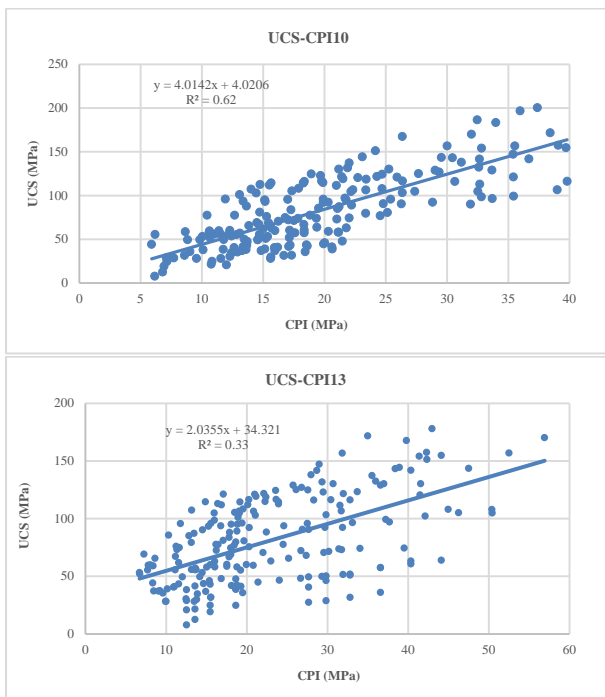 UCS-CPI10
y = 4.0142x + 4.0206
R² = 0.62
UCS (MPa)
250
200
150
100
50
0
0 5 10 15 20 25 30 35 40
CPI (MPa)
UCS-CPI13
y = 2.0355x + 34.321
R² = 0.33
UCS (MPa)
200
150
100
50
0
0 10 20 30 40 50 60
CPI (MPa)